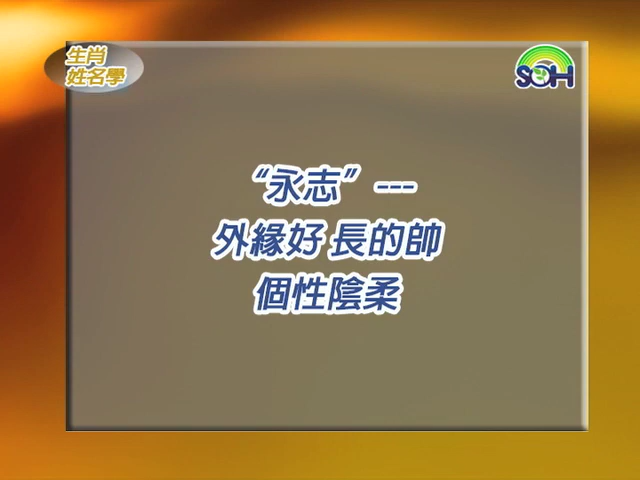 生肖
姓名學
SOH
“永志” ---
外緣好 長的帥
個性陰柔